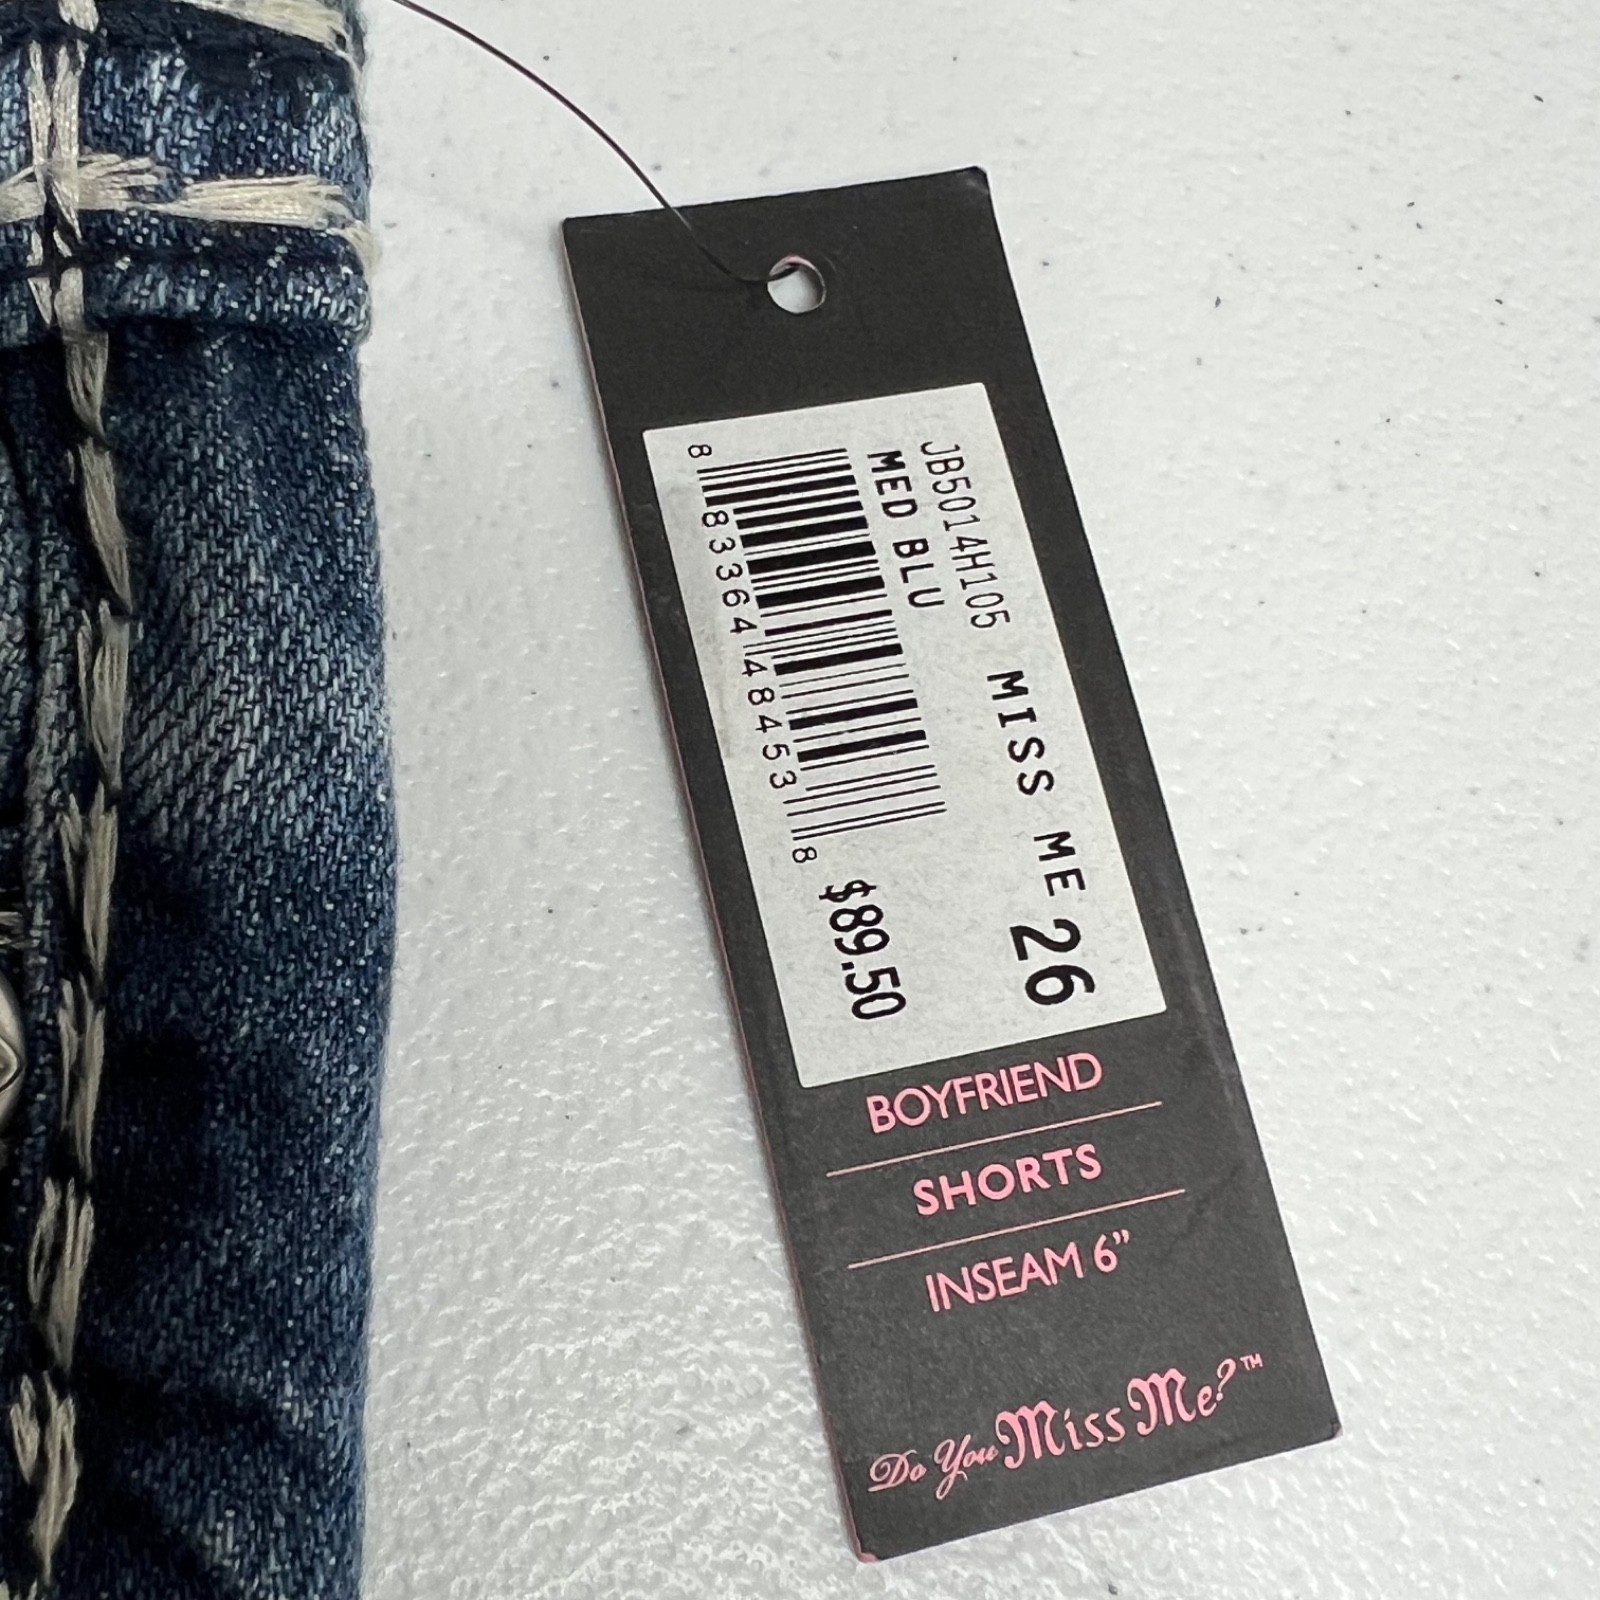 JB5014H105 MISS ME 26
MED BLU
8 83364 48453 8
$89.50
BOYFRIEND
SHORTS
INSEAM 6”
Do You Miss Me?™